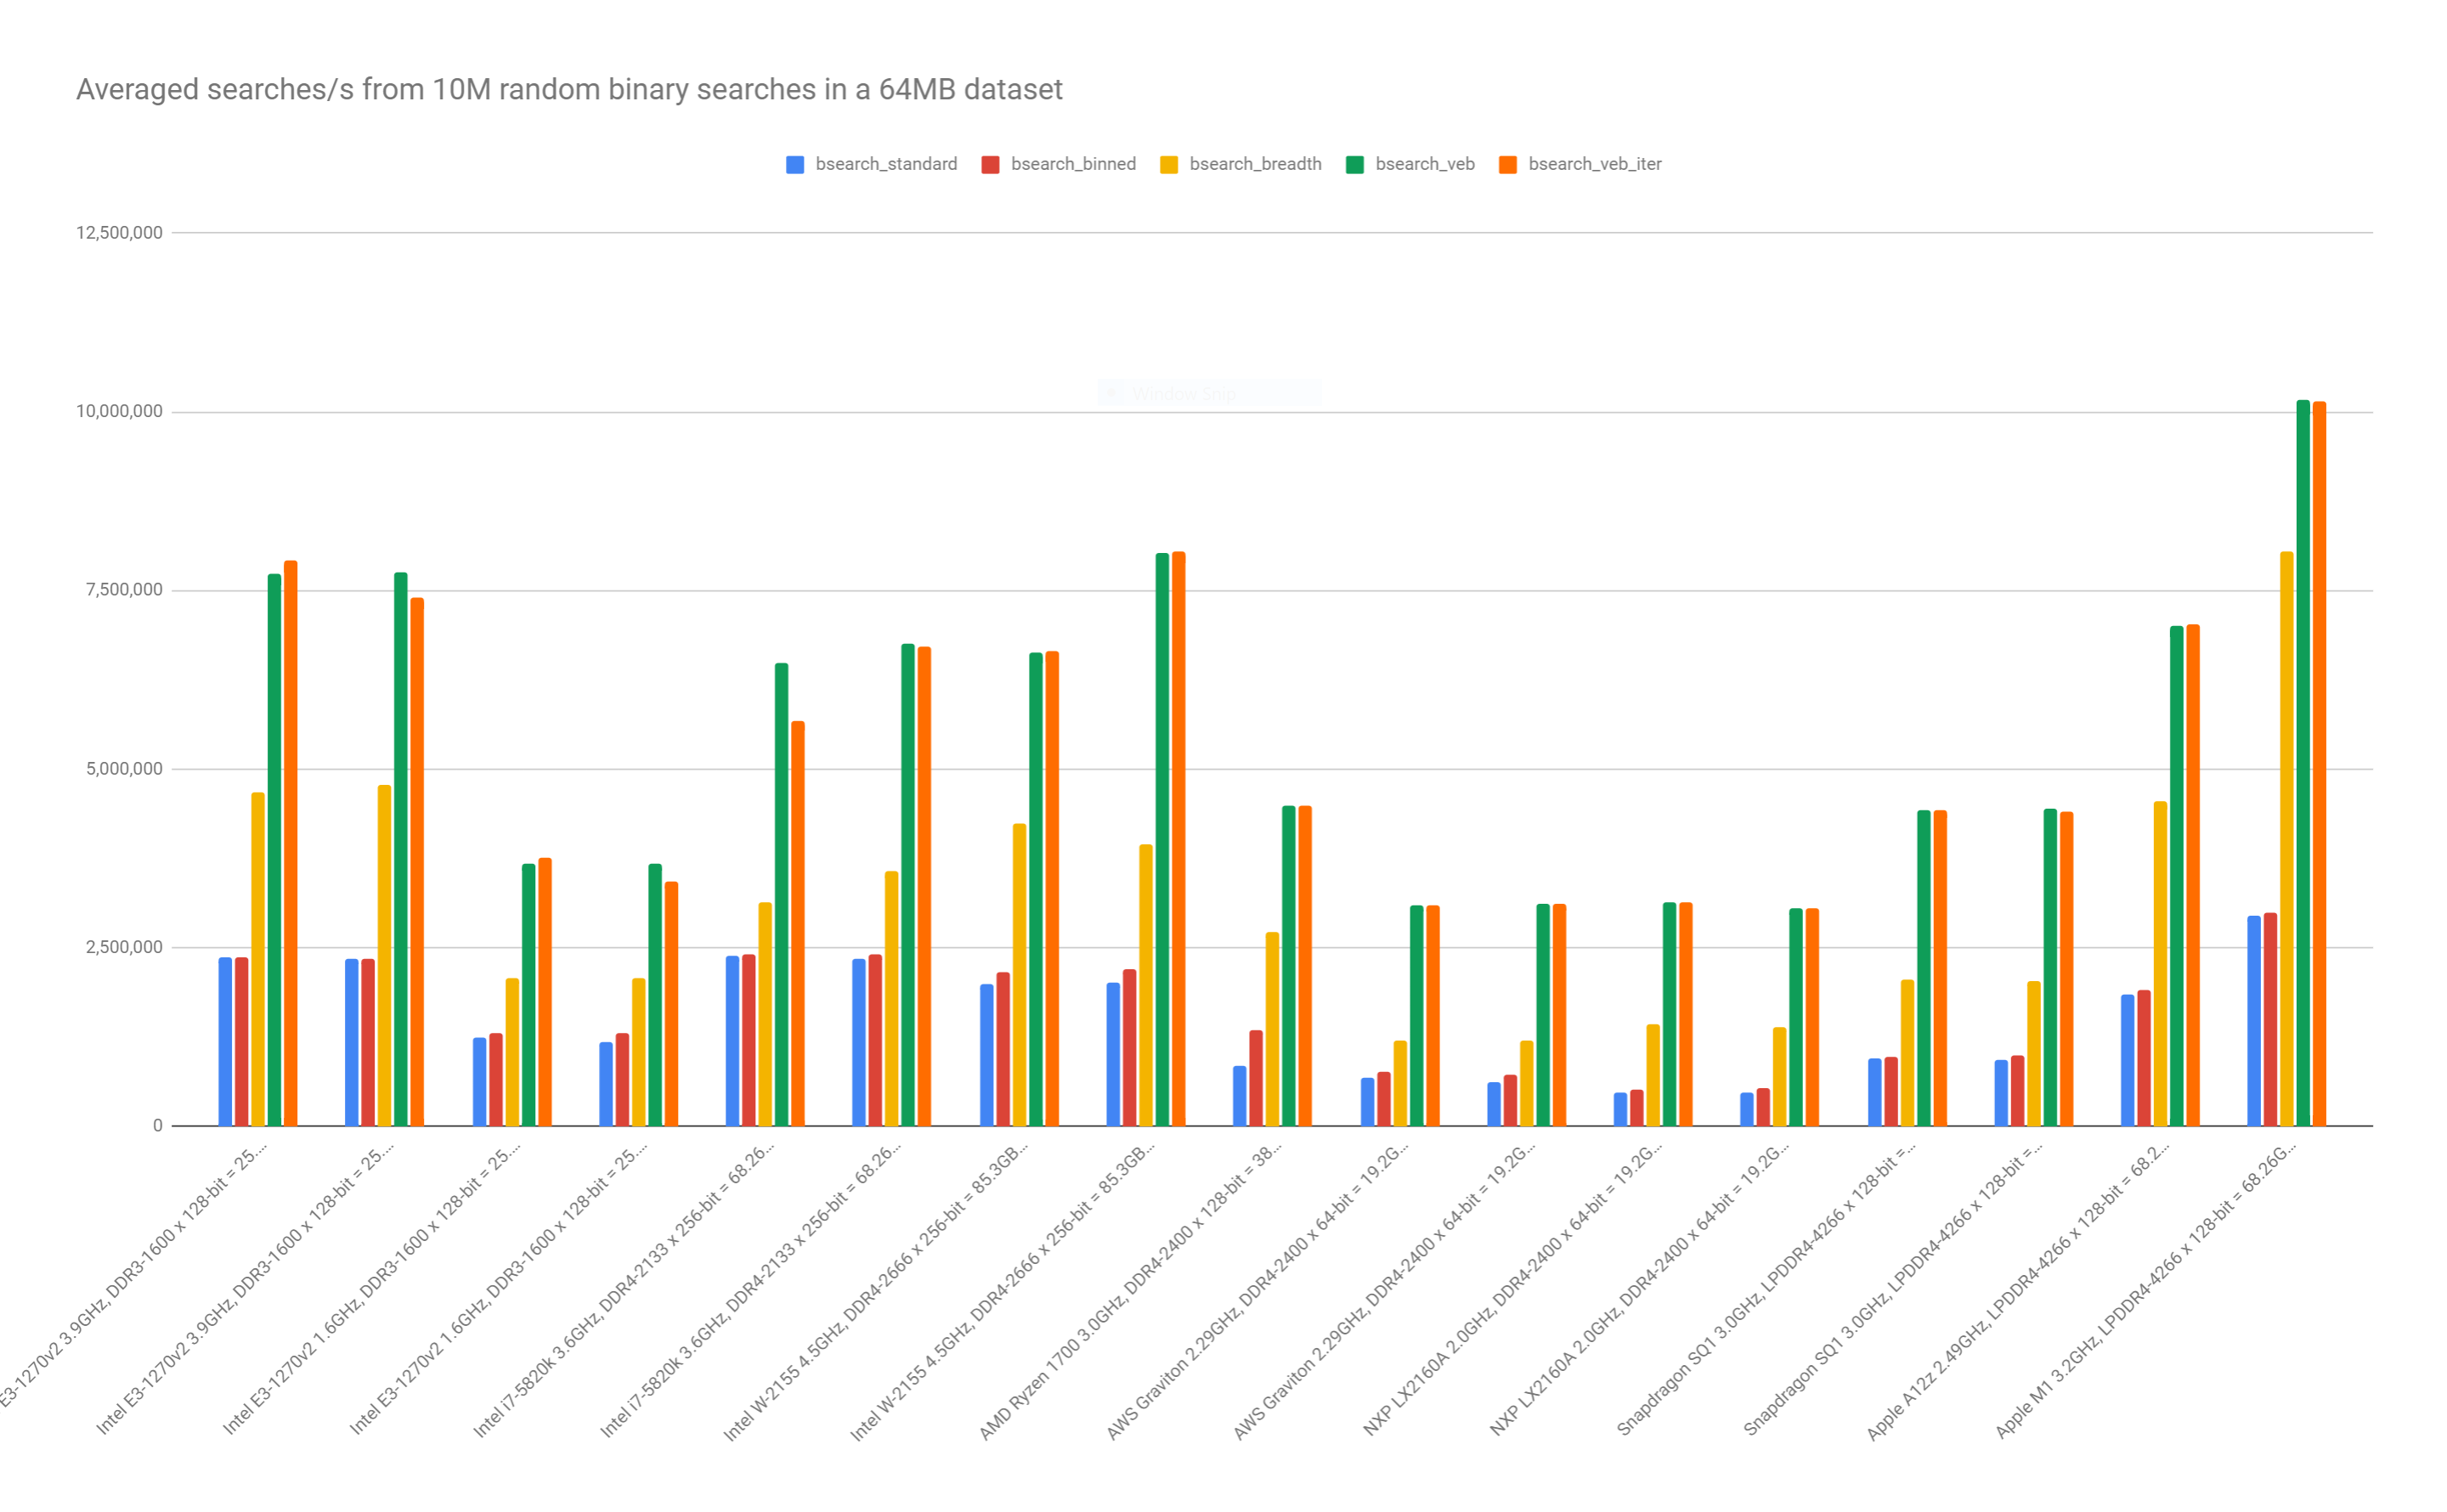 Averaged searches/s from 10M random binary searches in a 64MB dataset
bsearch_standard bsearch_binned bsearch_breadth bsearch_veb bsearch_veb_iter
12,500,000
Window Snip
10,000,000
7,500,000
5,000,000
2,500,000
0
E3-1270v2 3.9GHz, DDR3-1600 x 128-bit = 25....
Intel E3-1270v2 3.9GHz, DDR3-1600 x 128-bit = 25....
Intel E3-1270v2 1.6GHz, DDR3-1600 x 128-bit = 25....
Intel E3-1270v2 1.6GHz, DDR3-1600 x 128-bit = 25....
Intel i7-5820k 3.6GHz, DDR4-2133 x 256-bit = 68.26...
Intel i7-5820k 3.6GHz, DDR4-2133 x 256-bit = 68.26...
Intel W-2155 4.5GHz, DDR4-2666 x 256-bit = 85.3GB...
Intel W-2155 4.5GHz, DDR4-2666 x 256-bit = 85.3GB...
AMD Ryzen 1700 3.0GHz, DDR4-2400 x 128-bit = 38...
AWS Graviton 2.29GHz, DDR4-2400 x 64-bit = 19.2G...
AWS Graviton 2.29GHz, DDR4-2400 x 64-bit = 19.2G...
NXP LX2160A 2.0GHz, DDR4-2400 x 64-bit = 19.2G...
NXP LX2160A 2.0GHz, DDR4-2400 x 64-bit = 19.2G...
Snapdragon SQ1 3.0GHz, LPDDR4-4266 x 128-bit =...
Snapdragon SQ1 3.0GHz, LPDDR4-4266 x 128-bit =...
Apple A12z 2.49GHz, LPDDR4-4266 x 128-bit = 68.2...
Apple M1 3.2GHz, LPDDR4-4266 x 128-bit = 68.26G...